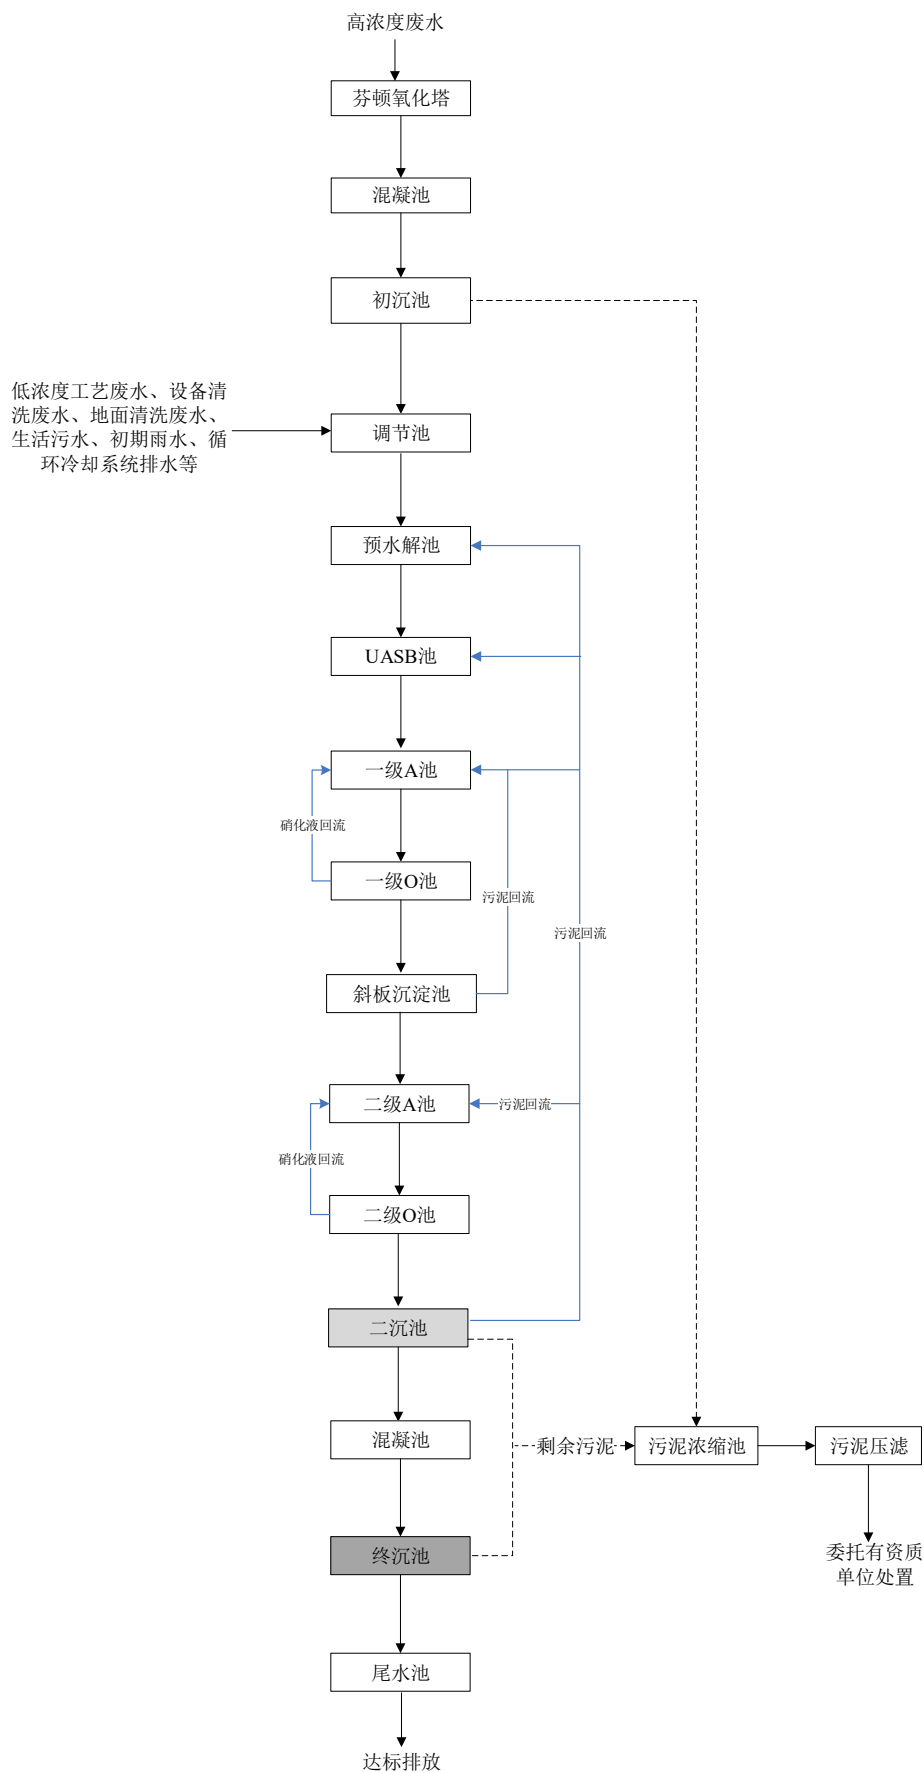 高浓度废水
芬顿氧化塔
混凝池
初沉池
低浓度工艺废水、设备清
洗废水、地面清洗废水、
生活污水、初期雨水、循
环冷却系统排水等
调节池
预水解池
UASB池
一级A池
硝化液回流
一级O池
污泥回流
污泥回流
斜板沉淀池
二级A池
污泥回流
硝化液回流
二级O池
二沉池
混凝池
剩余污泥
污泥浓缩池
污泥压滤
终沉池
委托有资质
单位处置
尾水池
达标排放